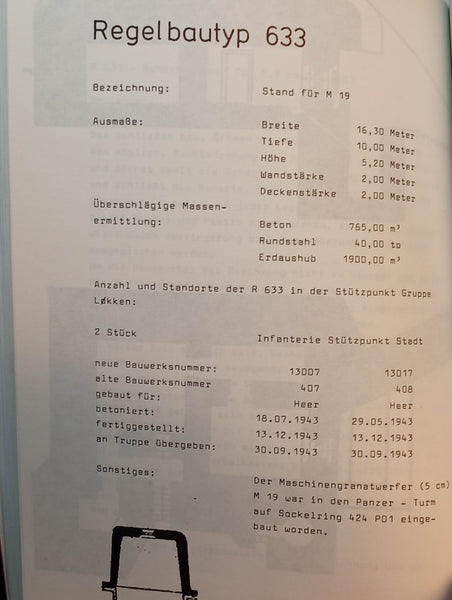 Regelbautyp 633
Bezeichnung: Stand für M 19
Ausmaße: Breite 16,30 Meter
Tiefe 10,00 Meter
Höhe 5,20 Meter
Wandstärke 2,00 Meter
Deckenstärke 2,00 Meter
Überschlägige Massen-
ermittlung: Beton 765,00 m³
Rundstahl 40,00 to
Erdaushub 1900,00 m³
Anzahl und Standorte der R 633 in der Stützpunkt Gruppe
Løkken:
2 Stück Infanterie Stützpunkt Stadt
neue Bauwerksnummer: 13007 13017
alte Bauwerksnummer 407 408
gebaut für: Heer Heer
betoniert: 18.07.1943 29.05.1943
fertiggestellt: 13.12.1943 13.12.1943
an Truppe übergeben: 30.09.1943 30.09.1943
Sonstiges: Der Maschinengranatwerfer (5 cm)
M 19 war in den Panzer - Turm
auf Sockelring 424 P01 einge-
baut worden.